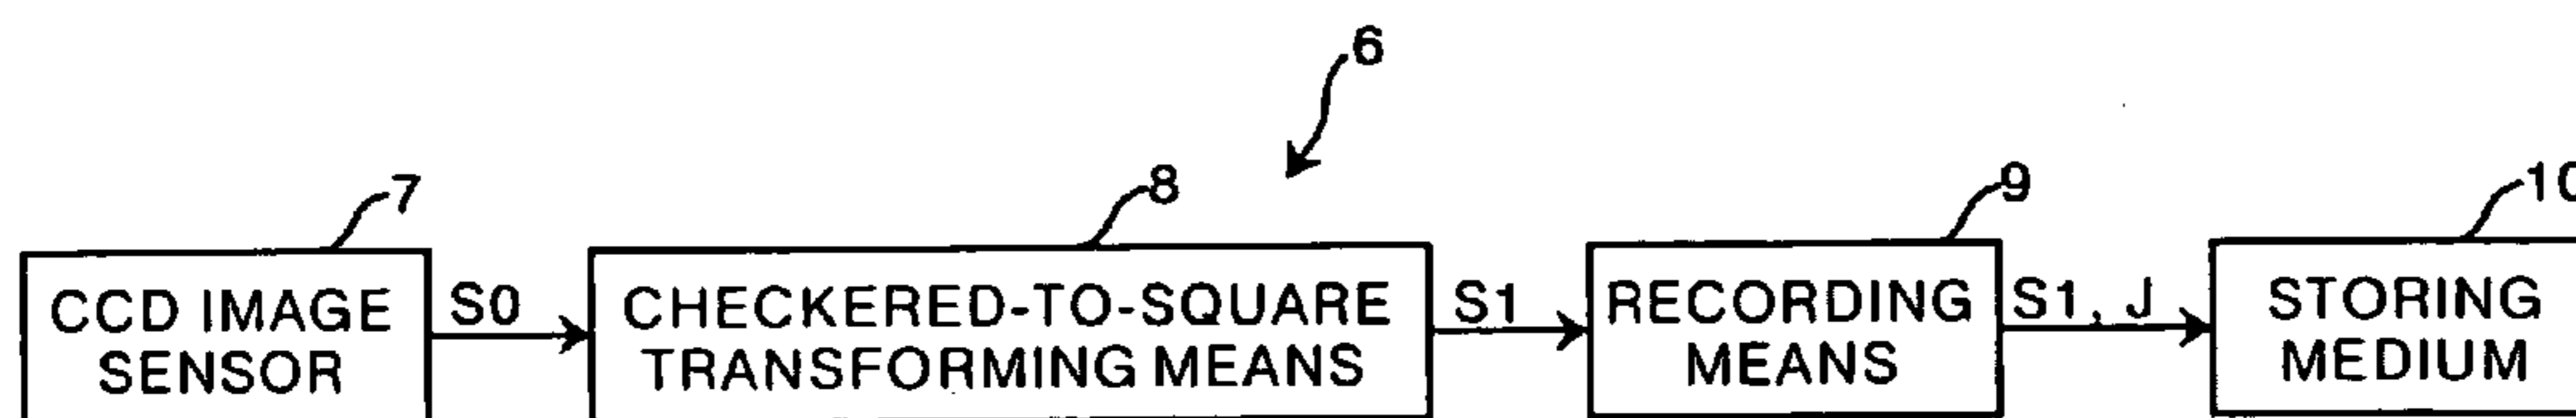 6
7
8
9
10
CCD IMAGE
SENSOR
S0
CHECKERED-TO-SQUARE
TRANSFORMING MEANS
S1
RECORDING
MEANS
S1, J
STORING
MEDIUM